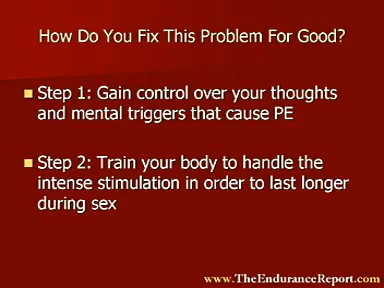 How Do You Fix This Problem For Good?
Step 1: Gain control over your thoughts
and mental triggers that cause PE
Step 2: Train your body to handle the
intense stimulation in order to last longer
during sex
www.TheEnduranceReport.com